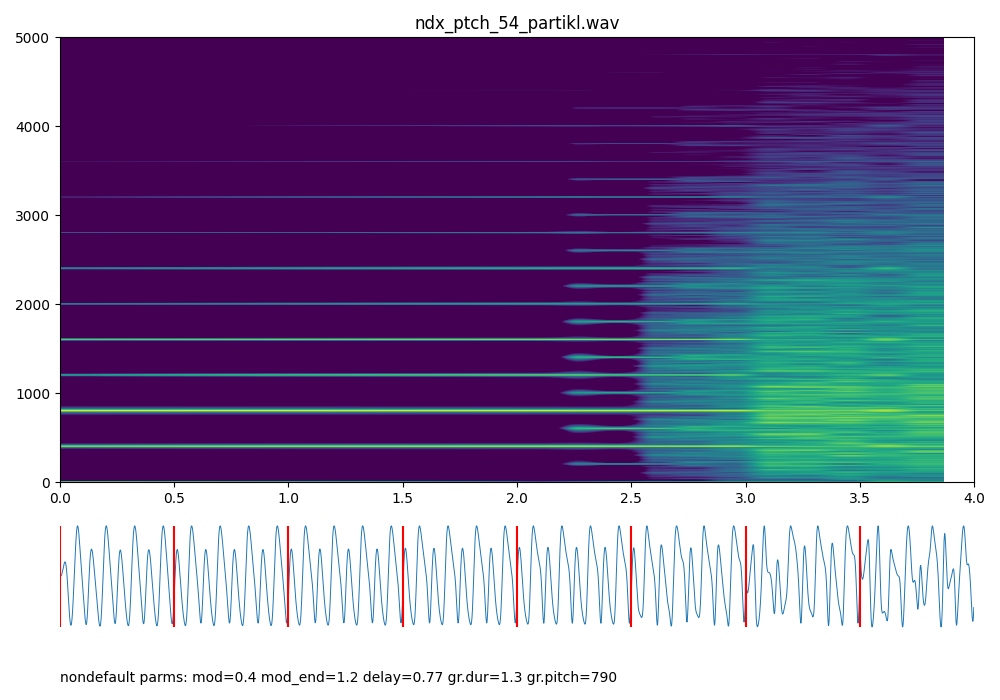 ndx_ptch_54_partikl.wav
5000
4000
3000
2000
1000
0
0.0 0.5 1.0 1.5 2.0 2.5 3.0 3.5 4.0
nondefault parms: mod=0.4 mod_end=1.2 delay=0.77 gr.dur=1.3 gr.pitch=790